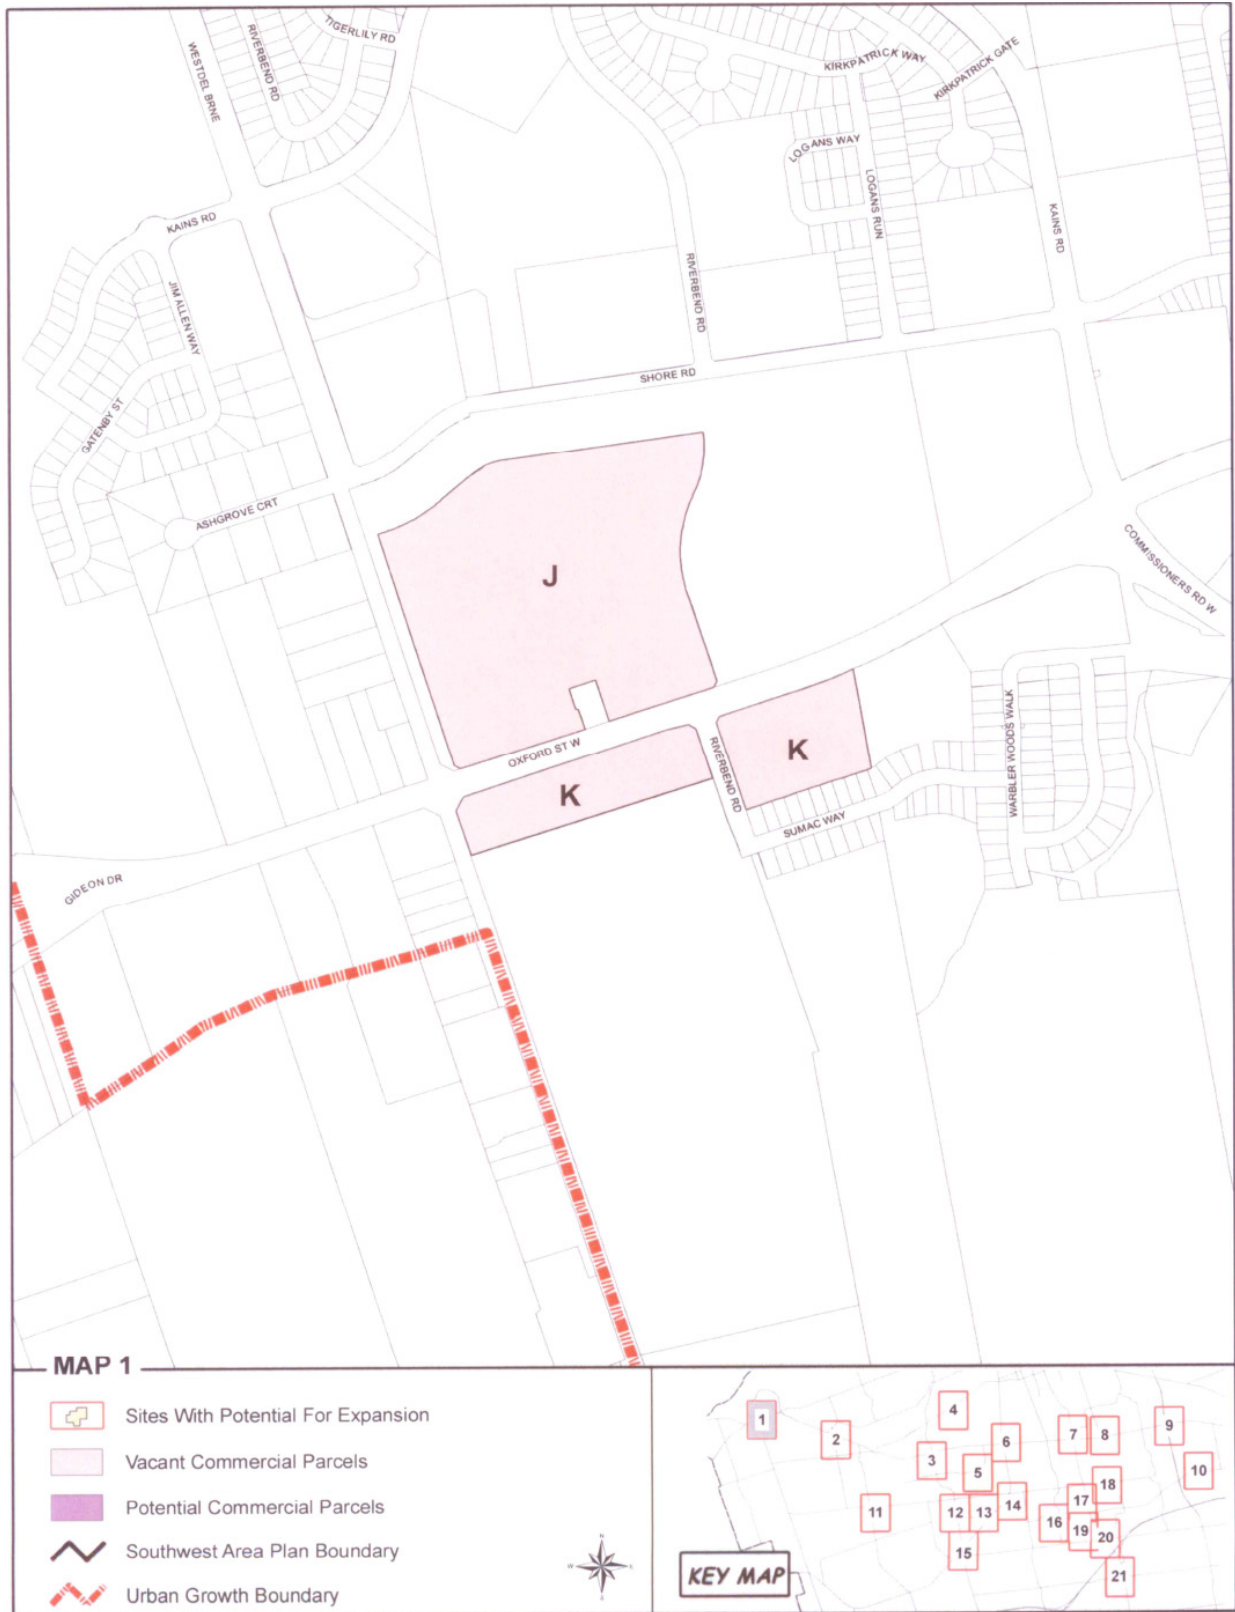 TIGERLILY RD
RIVERBEND RD
WESTDEL BRNE
KIRKPATRICK WAY
KIRKPATRICK GATE
LOGANS WAY
LOGANS RUN
KAINS RD
KAINS RD
JIM ALLEN WAY
RIVERBEND RD
SHORE RD
GATENBY ST
ASHGROVE CRT
COMMISSIONERS RD W
J
OXFORD ST W
K
RIVERBEND RD
K
WARBLER WOODS WALK
SUMAC WAY
GIDEON DR
MAP 1
Sites With Potential For Expansion
Vacant Commercial Parcels
Potential Commercial Parcels
Southwest Area Plan Boundary
Urban Growth Boundary
N
W E
S
1
2
3
4
5
6
7
8
9
10
11
12
13
14
15
16
17
18
19
20
21
KEY MAP